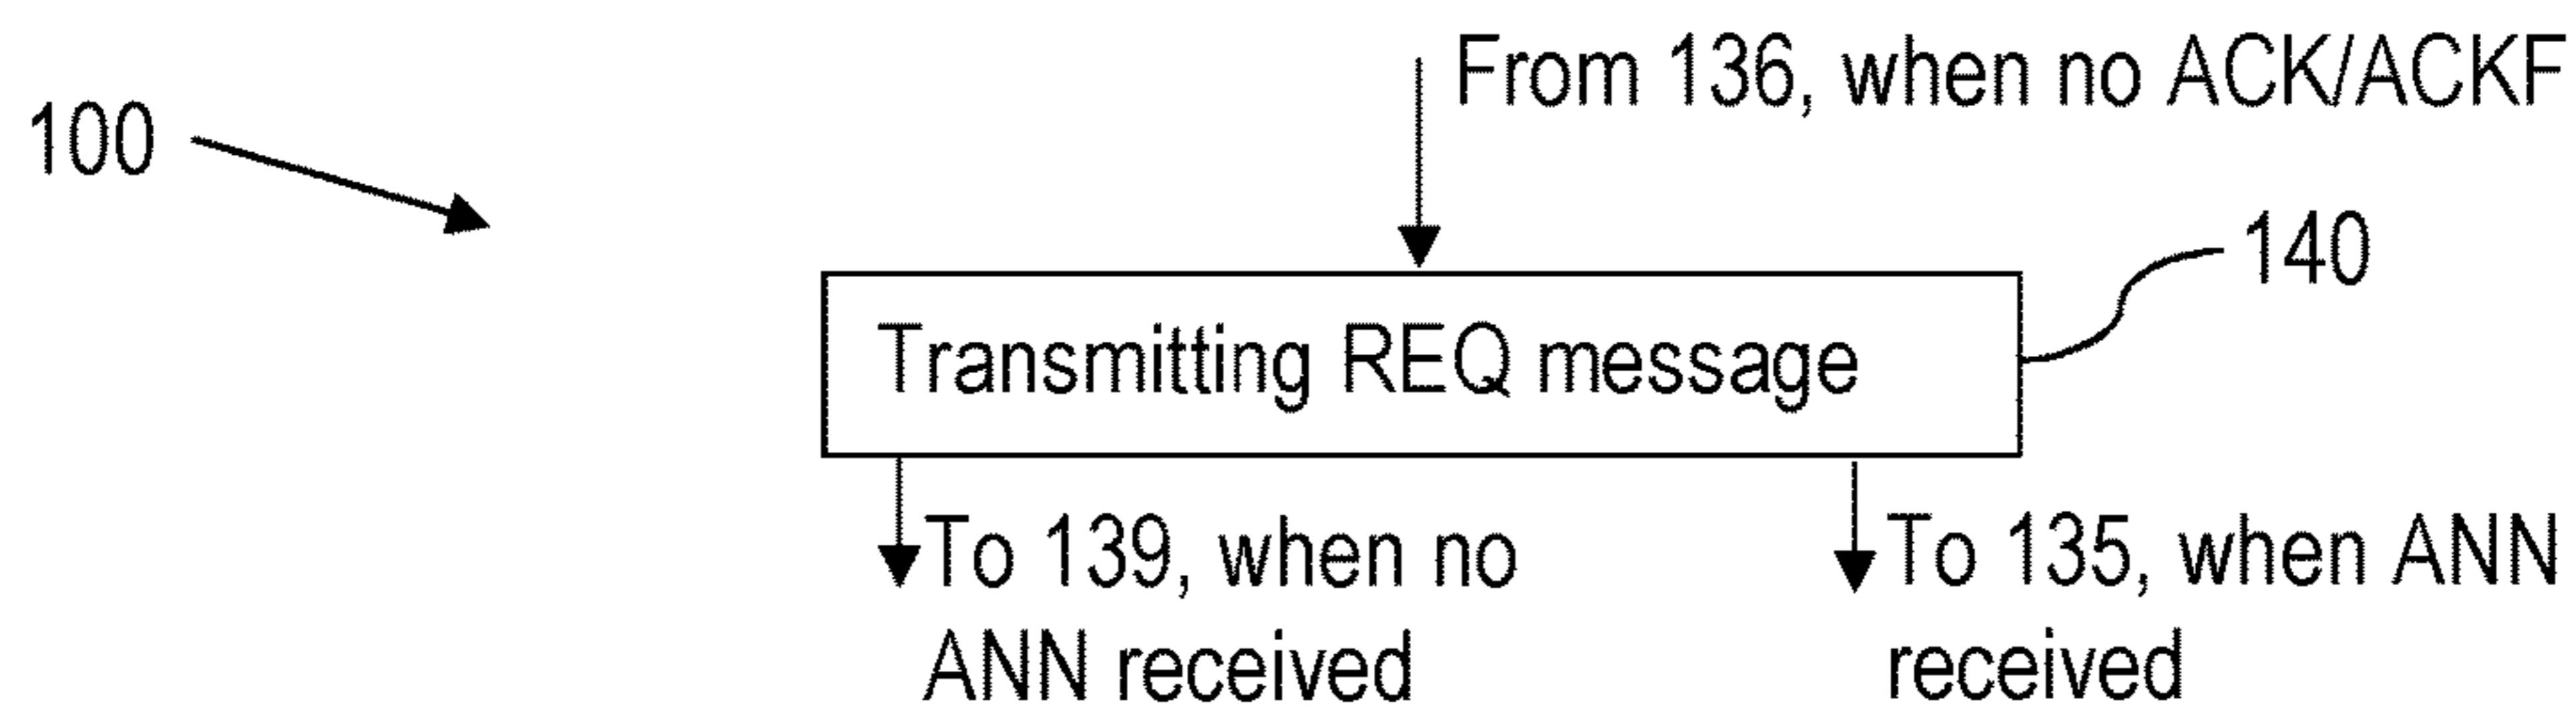 From 136, when no ACK/ACKF
100
140
Transmitting REQ message
To 139, when no
ANN received
To 135, when ANN
received